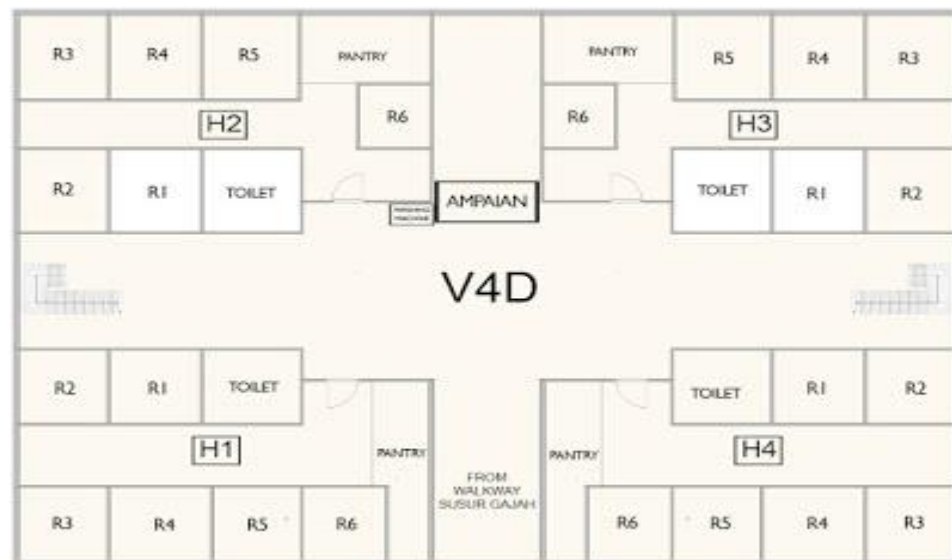 R3 R4 R5 PANTRY PANTRY R5 R4 R3
H2 R6 R6 H3
R2 R1 TOILET AMPAIAN TOILET R1 R2
WASHING
MACHINE
V4D
R2 R1 TOILET TOILET R1 R2
H1 PANTRY PANTRY H4
FROM
WALKWAY
SUSUR GAJAH
R3 R4 R5 R6 R6 R5 R4 R3